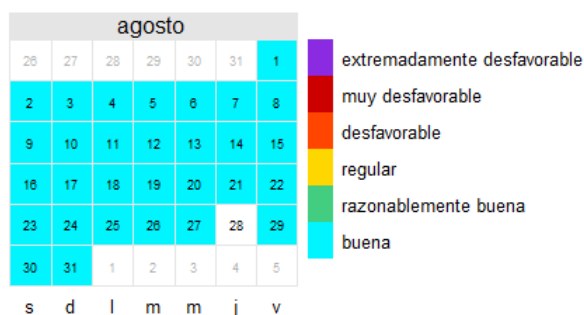 agosto
26 27 28 29 30 31 1
2 3 4 5 6 7 8
9 10 11 12 13 14 15
16 17 18 19 20 21 22
23 24 25 26 27 28 29
30 31 1 2 3 4 5
s d l m m j v
extremadamente desfavorable
muy desfavorable
desfavorable
regular
razonablemente buena
buena